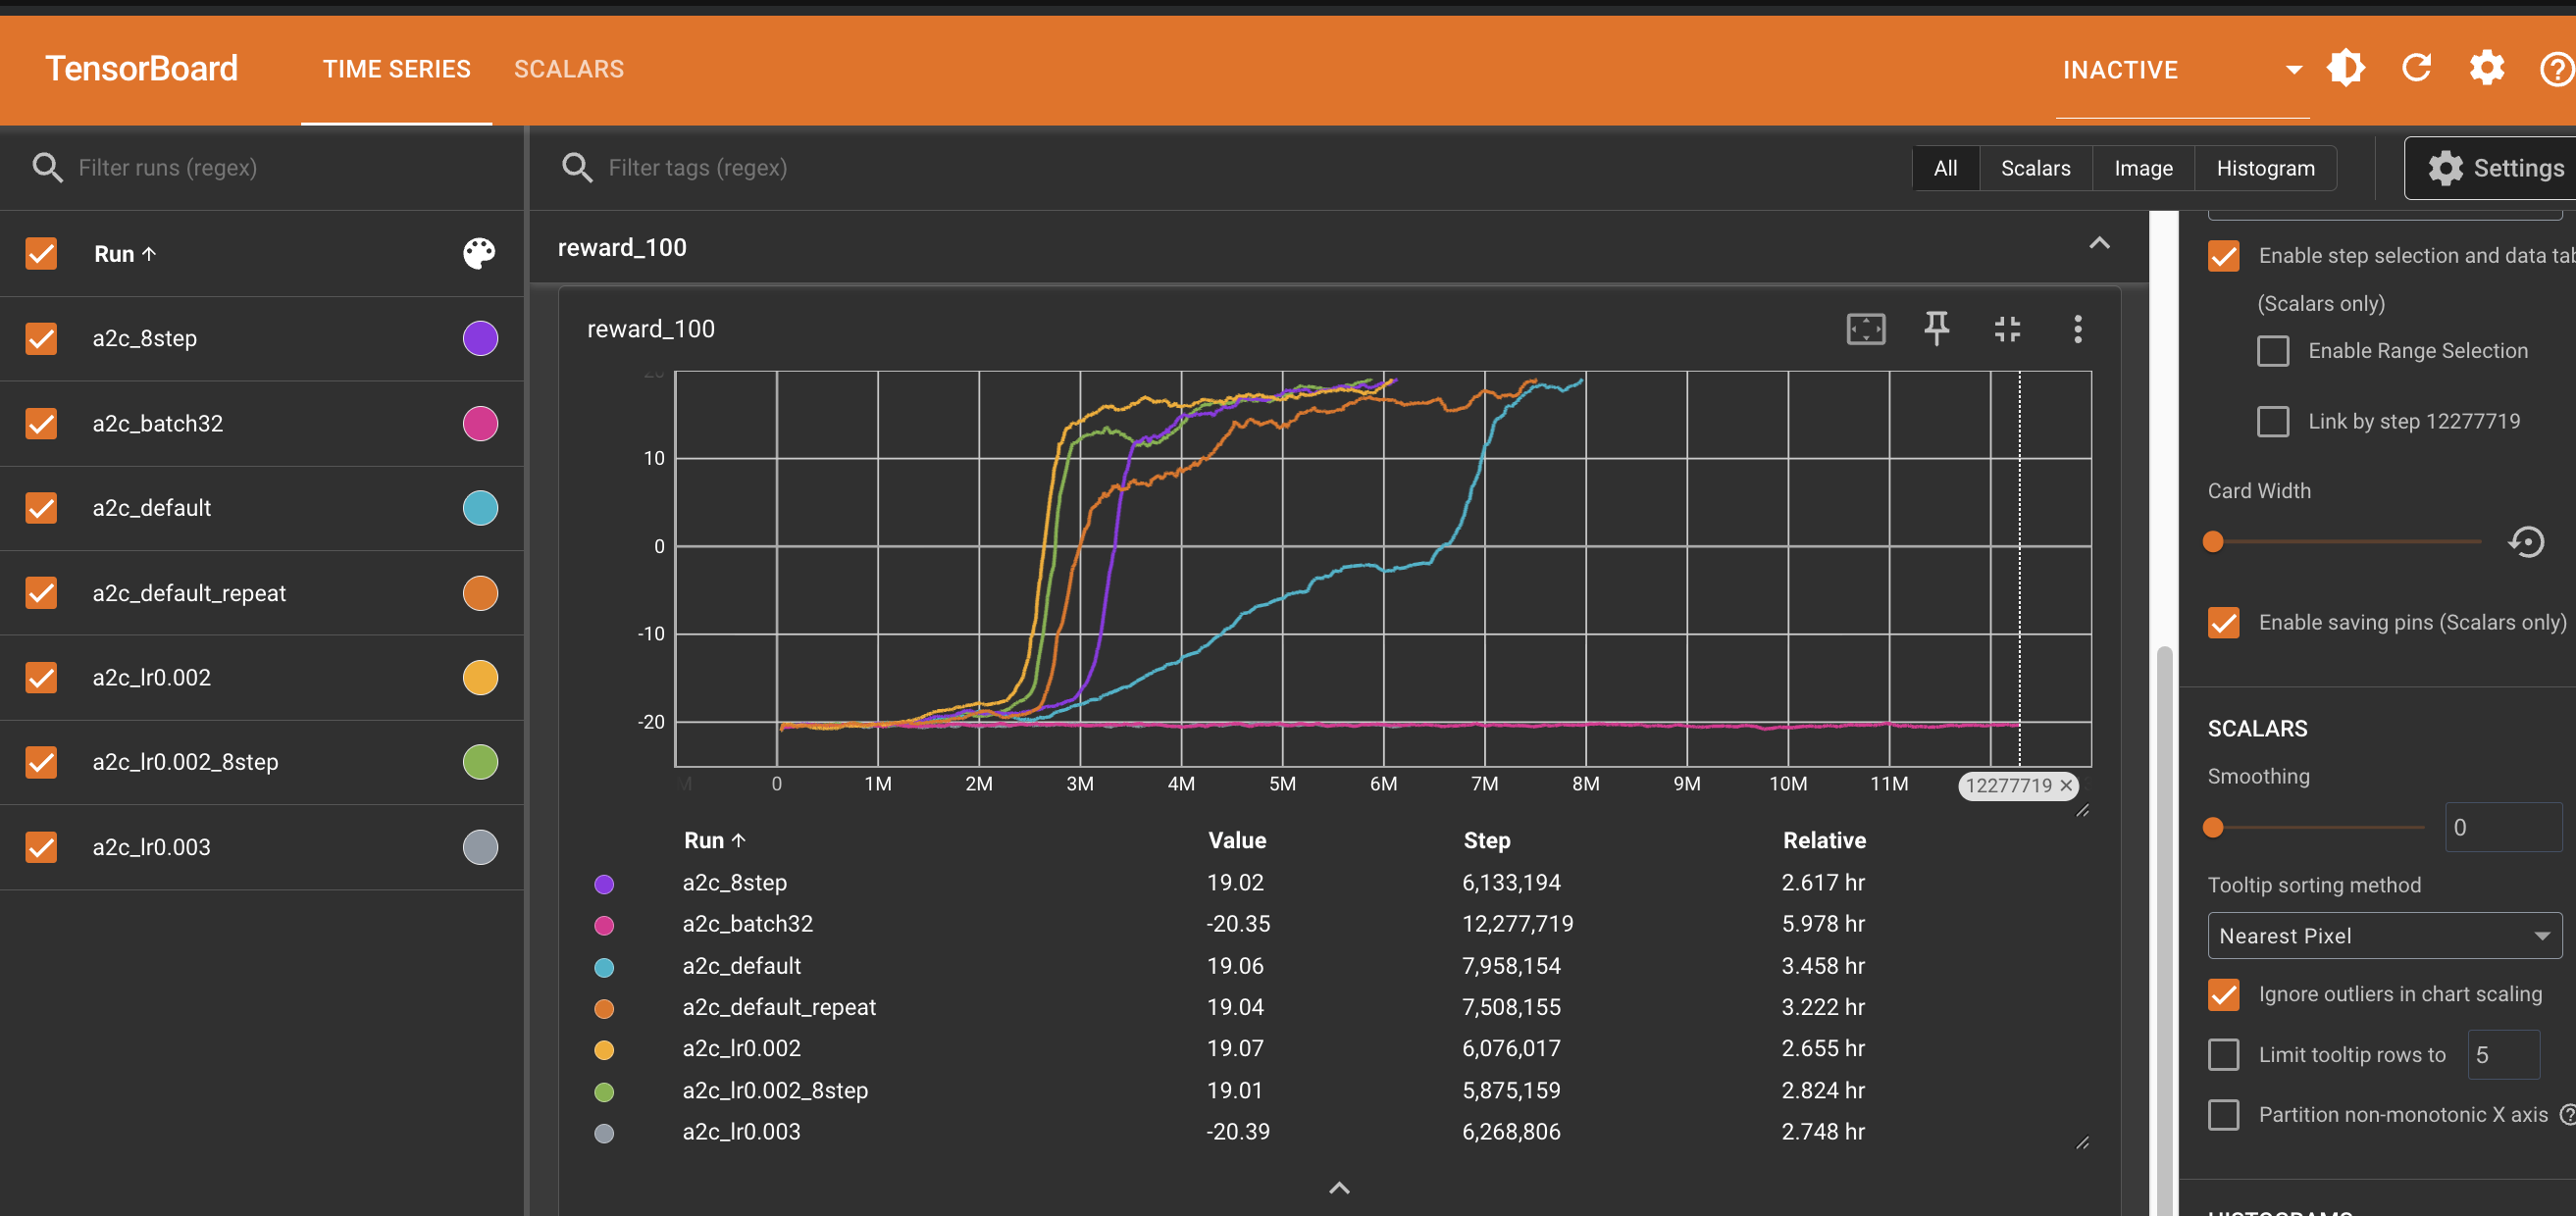 TensorBoard TIME SERIES SCALARS INACTIVE
Filter runs (regex)
Run
a2c_8step
a2c_batch32
a2c_default
a2c_default_repeat
a2c_lr0.002
a2c_lr0.002_8step
a2c_lr0.003
Filter tags (regex)
All Scalars Image Histogram Settings
reward_100
reward_100
10
0
-10
-20
0 1M 2M 3M 4M 5M 6M 7M 8M 9M 10M 11M 12277719
Run Value Step Relative
a2c_8step 19.02 6,133,194 2.617 hr
a2c_batch32 -20.35 12,277,719 5.978 hr
a2c_default 19.06 7,958,154 3.458 hr
a2c_default_repeat 19.04 7,508,155 3.222 hr
a2c_lr0.002 19.07 6,076,017 2.655 hr
a2c_lr0.002_8step 19.01 5,875,159 2.824 hr
a2c_lr0.003 -20.39 6,268,806 2.748 hr
Enable step selection and data
(Scalars only)
Enable Range Selection
Link by step 12277719
Card Width
Enable saving pins (Scalars only)
SCALARS
Smoothing
0
Tooltip sorting method
Nearest Pixel
Ignore outliers in chart scaling
Limit tooltip rows to 5
Partition non-monotonic X axis